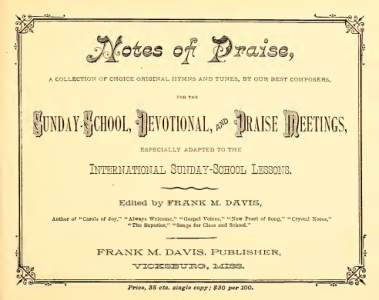 Notes of Praise,
A COLLECTION OF CHOICE ORIGINAL HYMNS AND TUNES, BY OUR BEST COMPOSERS,
FOR THE
SUNDAY-SCHOOL, DEVOTIONAL, AND PRAISE MEETINGS,
ESPECIALLY ADAPTED TO THE
INTERNATIONAL SUNDAY-SCHOOL LESSONS.
Edited by FRANK M. DAVIS,
Author of "Carols of Joy," "Always Welcome," "Gospel Voices," "New Pearl of Song," "Crystal Notes,"
"The Superior," "Songs for Class and School."
FRANK M. DAVIS, PUBLISHER,
VICKSBURG, MISS.
Price, 35 cts. single copy; $30 per 100.